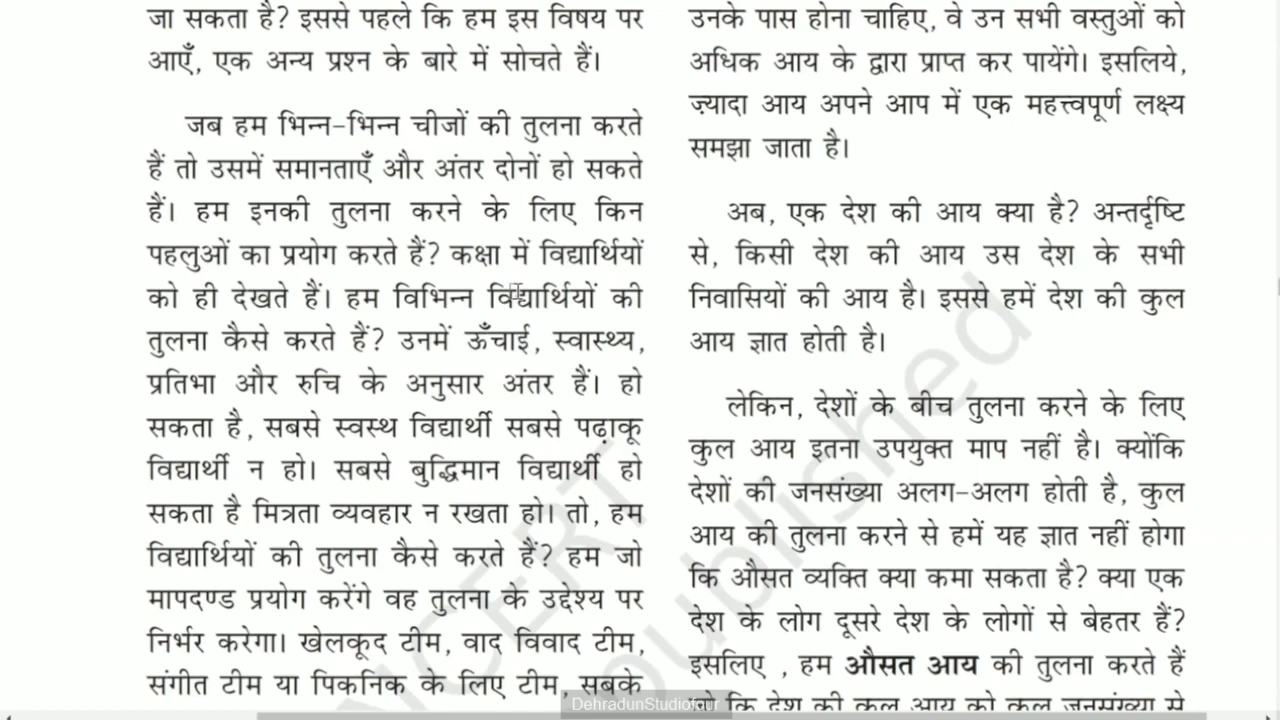 जा सकता है? इससे पहले कि हम इस विषय पर
आएँ, एक अन्य प्रश्न के बारे में सोचते हैं।
जब हम भिन्न-भिन्न चीजों की तुलना करते
हैं तो उसमें समानताएँ और अंतर दोनों हो सकते
हैं। हम इनकी तुलना करने के लिए किन
पहलुओं का प्रयोग करते हैं? कक्षा में विद्यार्थियों
को ही देखते हैं। हम विभिन्न विद्यार्थियों की
तुलना कैसे करते हैं? उनमें ऊँचाई, स्वास्थ्य,
प्रतिभा और रुचि के अनुसार अंतर हैं। हो
सकता है, सबसे स्वस्थ विद्यार्थी सबसे पढ़ाकू
विद्यार्थी न हो। सबसे बुद्धिमान विद्यार्थी हो
सकता है मित्रता व्यवहार न रखता हो। तो, हम
विद्यार्थियों की तुलना कैसे करते हैं? हम जो
मापदण्ड प्रयोग करेंगे वह तुलना के उद्देश्य पर
निर्भर करेगा। खेलकूद टीम, वाद विवाद टीम,
संगीत टीम या पिकनिक के लिए टीम, सबके
उनके पास होना चाहिए, वे उन सभी वस्तुओं को
अधिक आय के द्वारा प्राप्त कर पायेंगे। इसलिये,
ज़्यादा आय अपने आप में एक महत्त्वपूर्ण लक्ष्य
समझा जाता है।
अब, एक देश की आय क्या है? अन्तर्दृष्टि
से, किसी देश की आय उस देश के सभी
निवासियों की आय है। इससे हमें देश की कुल
आय ज्ञात होती है।
लेकिन, देशों के बीच तुलना करने के लिए
कुल आय इतना उपयुक्त माप नहीं है। क्योंकि
देशों की जनसंख्या अलग-अलग होती है, कुल
आय की तुलना करने से हमें यह ज्ञात नहीं होगा
कि औसत व्यक्ति क्या कमा सकता है? क्या एक
देश के लोग दूसरे देश के लोगों से बेहतर हैं?
इसलिए , हम औसत आय की तुलना करते हैं
जो कि देश की कुल आय को कुल जनसंख्या से
NCERT
published
DehradunStudiofour